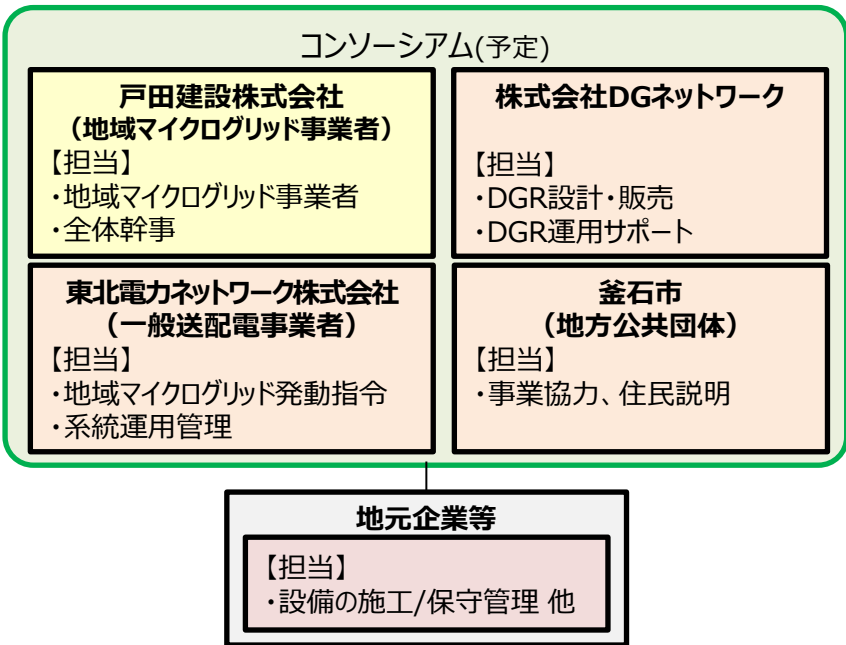 コンソーシアム(予定)
戸田建設株式会社
（地域マイクログリッド事業者）
【担当】
・地域マイクログリッド事業者
・全体幹事
株式会社DGネットワーク
【担当】
・DGR設計・販売
・DGR運用サポート
東北電力ネットワーク株式会社
（一般送配電事業者）
【担当】
・地域マイクログリッド発動指令
・系統運用管理
釜石市
（地方公共団体）
【担当】
・事業協力、住民説明
地元企業等
【担当】
・設備の施工/保守管理 他